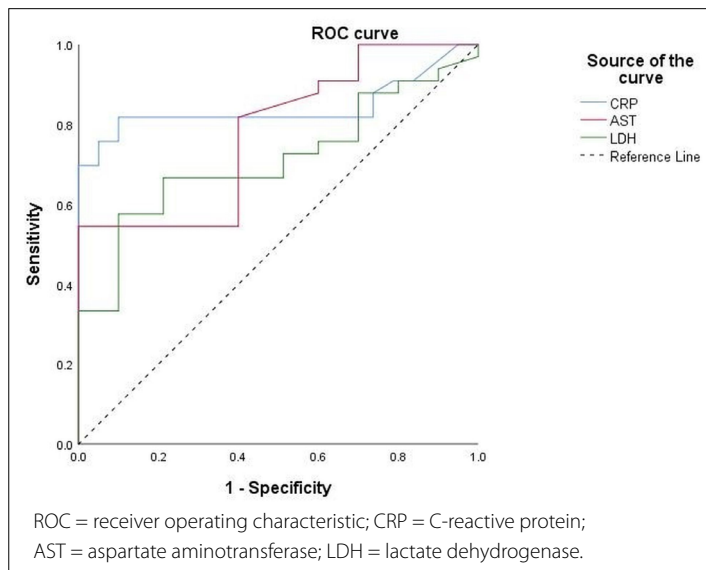 ROC curve
Source of the
curve
CRP
AST
LDH
Reference Line
Sensitivity
1.0
0.8
0.6
0.4
0.2
0.0
0.0 0.2 0.4 0.6 0.8 1.0
1 - Specificity
ROC = receiver operating characteristic; CRP = C-reactive protein;
AST = aspartate aminotransferase; LDH = lactate dehydrogenase.